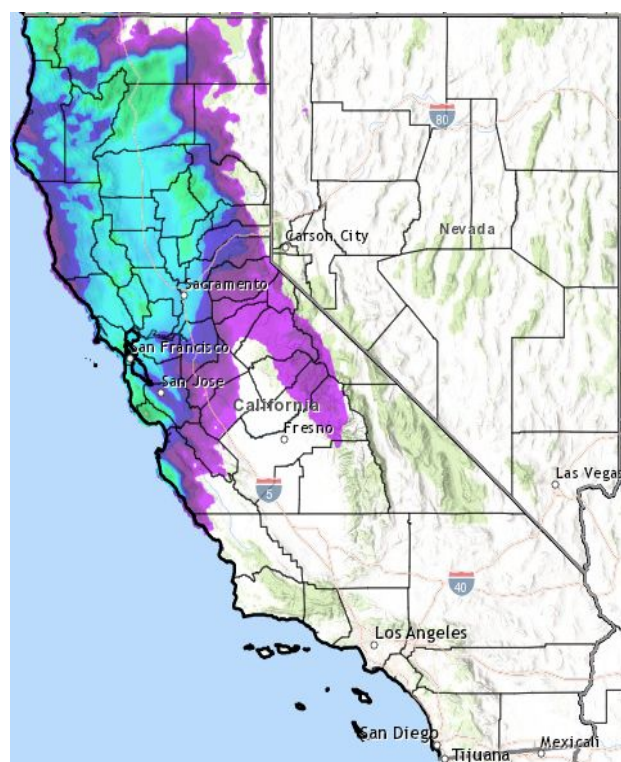 80
Nevada
Carson City
Sacramento
San Francisco
San Jose
California
Fresno
Las Vegas
5
40
Los Angeles
San Diego
Mexicali
Tijuana